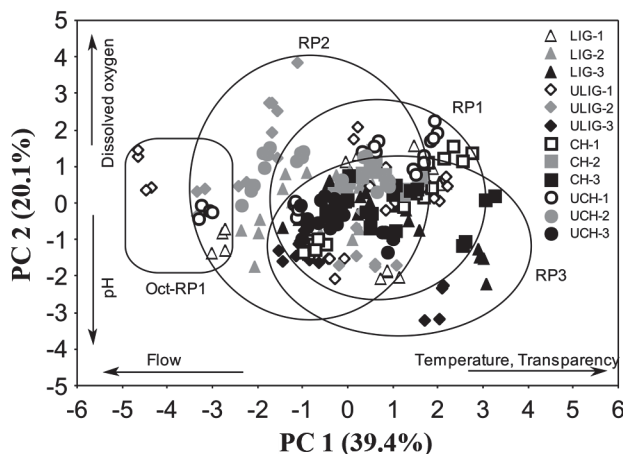 5
4
3
2
1
0
-1
-2
-3
-4
-5
PC 2 (20.1%)
Dissolved oxygen
pH
RP2
RP1
RP3
Oct-RP1
Flow
Temperature, Transparency
LIG-1
LIG-2
LIG-3
ULIG-1
ULIG-2
ULIG-3
CH-1
CH-2
CH-3
UCH-1
UCH-2
UCH-3
-6 -5 -4 -3 -2 -1 0 1 2 3 4 5 6
PC 1 (39.4%)